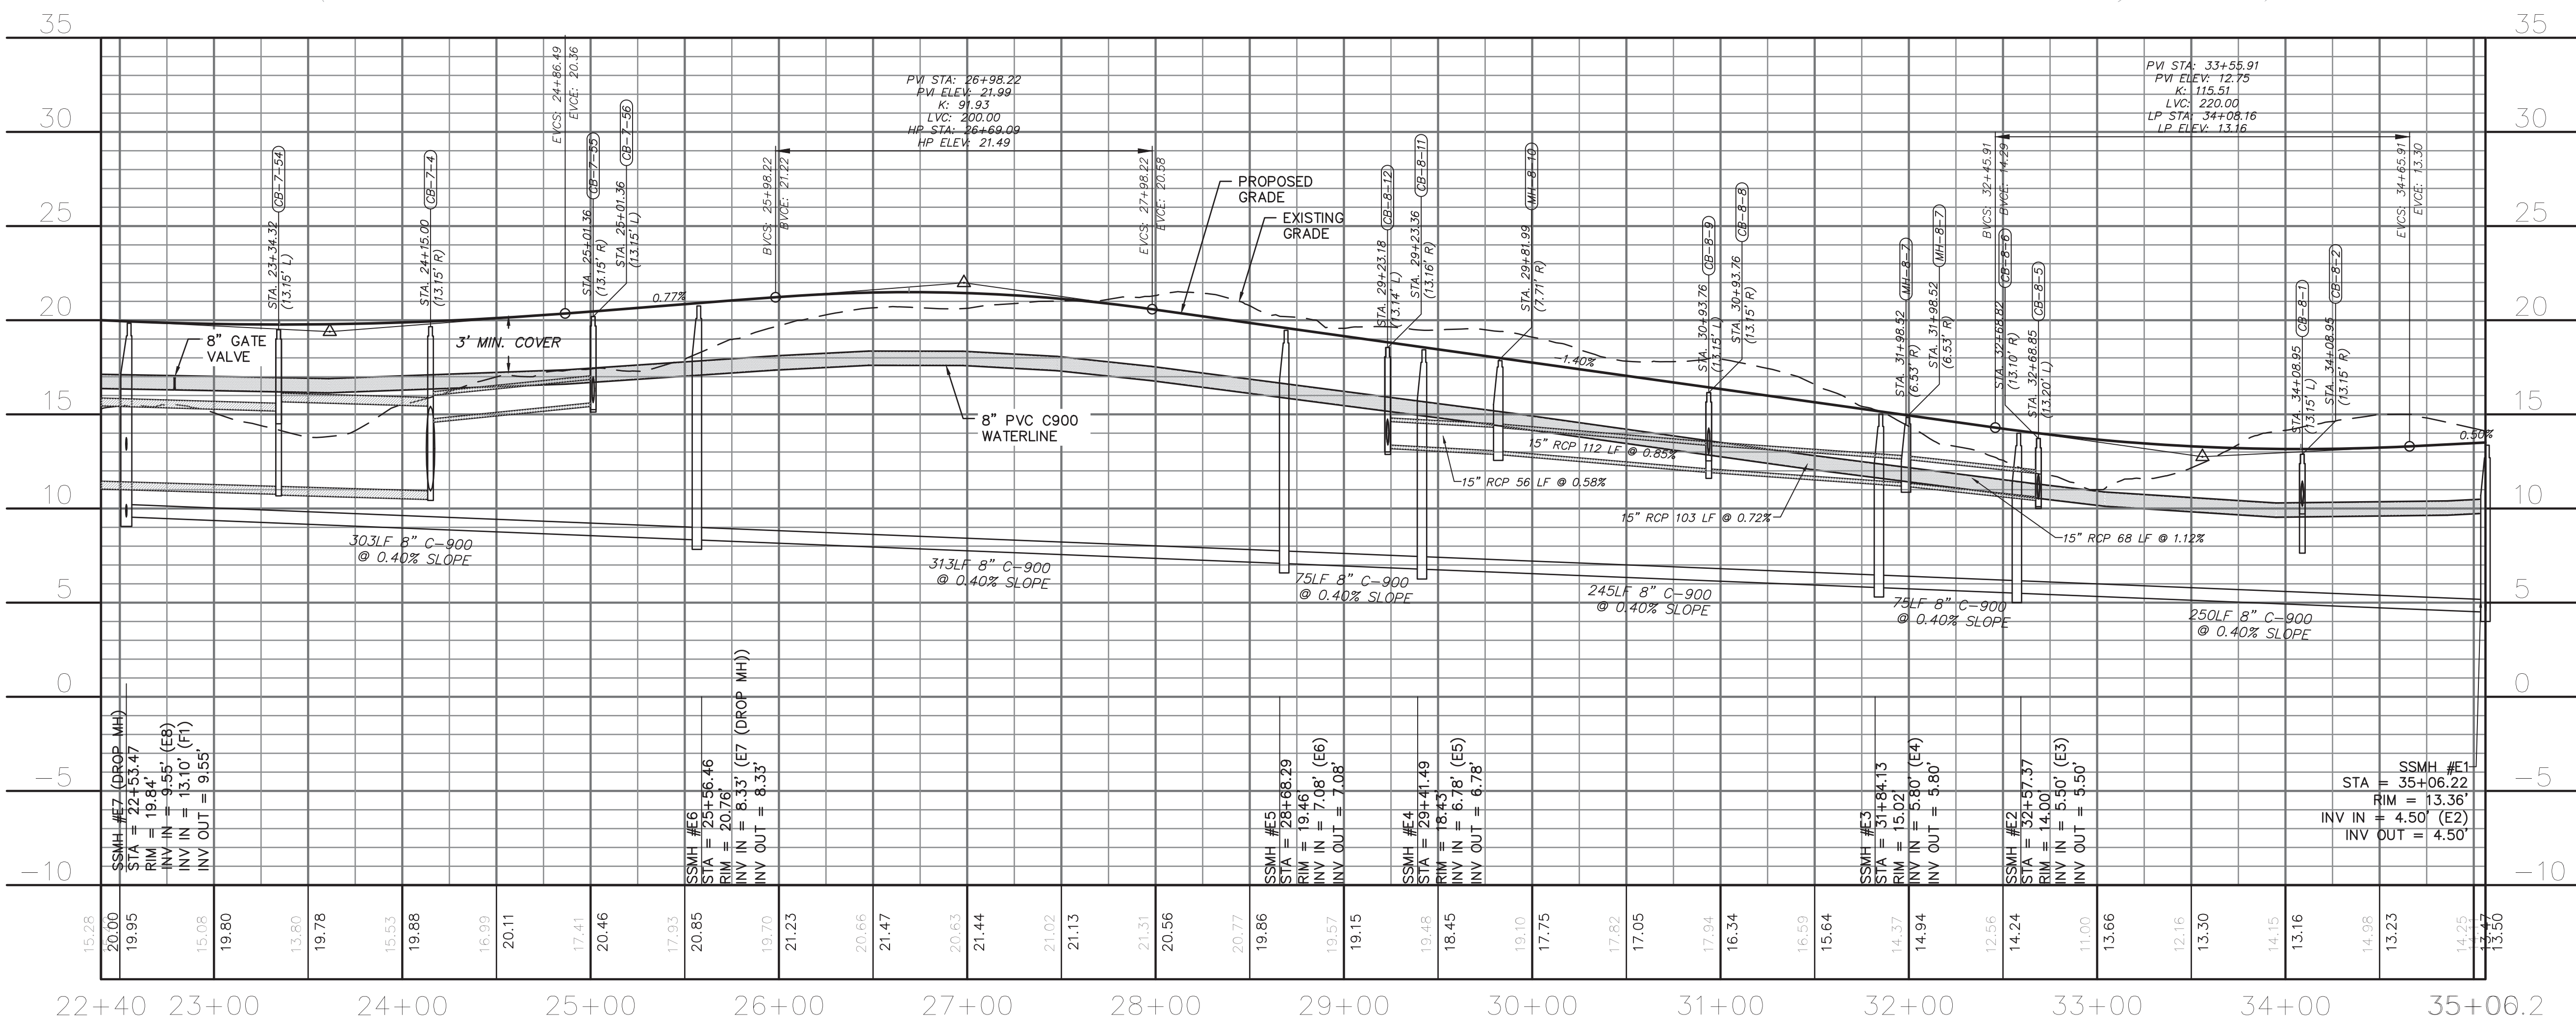 35
30
25
20
15
10
5
0
-5
-10
35
30
25
20
15
10
5
0
-5
-10
CB-7-54
STA. 23+34.32
(13.15' L)
CB-7-4
STA. 24+15.00
(13.15' R)
EVCS: 24+86.49
EVCE: 20.36
CB-7-55
STA. 25+01.36
(13.15' R)
CB-7-56
STA. 25+01.36
(13.15' L)
0.77%
BVCS: 25+98.22
BVCE: 21.22
PVI STA: 26+98.22
PVI ELEV: 21.99
K: 91.93
LVC: 200.00
HP STA: 26+69.09
HP ELEV: 21.49
EVCS: 27+98.22
EVCE: 20.58
PROPOSED
GRADE
EXISTING
GRADE
CB-8-12
STA. 29+23.18
(13.14' L)
CB-8-11
STA. 29+23.36
(13.16' R)
MH-8-10
STA. 29+81.99
(7.71' R)
-1.40%
CB-8-9
STA. 30+93.76
(13.15' L)
CB-8-8
STA. 30+93.76
(13.15' R)
MH-8-7
STA. 31+98.52
(6.53' R)
MH-8-7
STA. 31+98.52
(6.53' R)
BVCS: 32+45.91
BVCE: 14.29
CB-8-6
STA. 32+68.82
(13.10' R)
CB-8-5
STA. 32+68.85
(13.20' L)
PVI STA: 33+55.91
PVI ELEV: 12.75
K: 115.51
LVC: 220.00
LP STA: 34+08.16
LP ELEV: 13.16
CB-8-1
STA. 34+08.95
(13.15' L)
CB-8-2
STA. 34+08.95
(13.15' R)
EVCS: 34+65.91
EVCE: 13.30
0.50%
8" GATE
VALVE
3' MIN. COVER
8" PVC C900
WATERLINE
15" RCP 112 LF @ 0.85%
15" RCP 56 LF @ 0.58%
15" RCP 103 LF @ 0.72%
15" RCP 68 LF @ 1.12%
303LF 8" C-900
@ 0.40% SLOPE
313LF 8" C-900
@ 0.40% SLOPE
75LF 8" C-900
@ 0.40% SLOPE
245LF 8" C-900
@ 0.40% SLOPE
75LF 8" C-900
@ 0.40% SLOPE
250LF 8" C-900
@ 0.40% SLOPE
SSMH #E7 (DROP MH)
STA = 22+53.47
RIM = 19.84'
INV IN = 9.55' (E8)
INV IN = 13.10' (F1)
INV OUT = 9.55'
SSMH #E6
STA = 25+56.46
RIM = 20.76'
INV IN = 8.33' (E7 (DROP MH))
INV OUT = 8.33'
SSMH #E5
STA = 28+68.29
RIM = 19.46'
INV IN = 7.08' (E6)
INV OUT = 7.08'
SSMH #E4
STA = 29+41.49
RIM = 18.43'
INV IN = 6.78' (E5)
INV OUT = 6.78'
SSMH #E3
STA = 31+84.13
RIM = 15.02'
INV IN = 5.80' (E4)
INV OUT = 5.80'
SSMH #E2
STA = 32+57.37
RIM = 14.00'
INV IN = 5.50' (E3)
INV OUT = 5.50'
SSMH #E1
STA = 35+06.22
RIM = 13.36'
INV IN = 4.50' (E2)
INV OUT = 4.50'
15.28
20.00
19.95
15.08
19.80
13.80
19.78
15.53
19.88
16.99
20.11
17.41
20.46
17.93
20.85
19.70
21.23
20.66
21.47
20.63
21.44
21.02
21.13
21.31
20.56
20.77
19.86
19.57
19.15
19.48
18.45
19.10
17.75
17.82
17.05
17.94
16.34
16.59
15.64
14.37
14.94
12.56
14.24
11.00
13.66
12.16
13.30
14.15
13.16
14.98
13.23
14.25
13.47
13.50
22+40 23+00 24+00 25+00 26+00 27+00 28+00 29+00 30+00 31+00 32+00 33+00 34+00 35+06.2